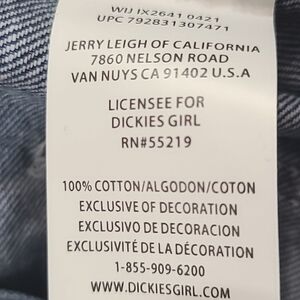 WIJ IX2641 0421
UPC 792831307471
JERRY LEIGH OF CALIFORNIA
7860 NELSON ROAD
VAN NUYS CA 91402 U.S.A
LICENSEE FOR
DICKIES GIRL
RN#55219
100% COTTON/ALGODON/COTON
EXCLUSIVE OF DECORATION
EXCLUSIVO DE DECORACION
EXCLUSIVITÉ DE LA DÉCORATION
1-855-909-6200
WWW.DICKIESGIRL.COM